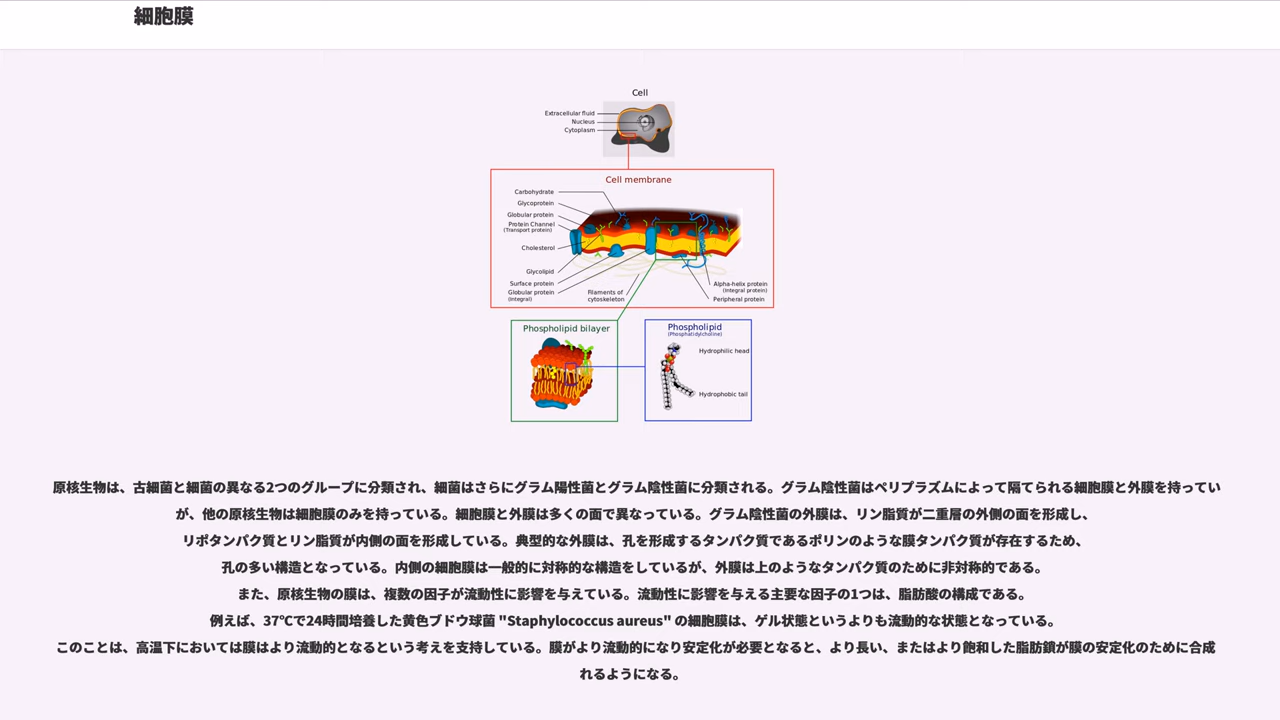 細胞膜
Cell
Extracellular fluid
Nucleus
Cytoplasm
Cell membrane
Carbohydrate
Glycoprotein
Globular protein
Protein Channel
(Transport protein)
Cholesterol
Glycolipid
Surface protein
Globular protein
(Integral)
Filaments of
cytoskeleton
Alpha-helix protein
(Integral protein)
Peripheral protein
Phospholipid bilayer
Phospholipid
(Phosphatidylcholine)
Hydrophilic head
Hydrophobic tail
原核生物は、古細菌と細菌の異なる2つのグループに分類され、細菌はさらにグラム陽性菌とグラム陰性菌に分類される。グラム陰性菌はペリプラズムによって隔てられる細胞膜と外膜を持ってい
が、他の原核生物は細胞膜のみを持っている。細胞膜と外膜は多くの面で異なっている。グラム陰性菌の外膜は、リン脂質が二重層の外側の面を形成し、
リポタンパク質とリン脂質が内側の面を形成している。典型的な外膜は、孔を形成するタンパク質であるポリンのような膜タンパク質が存在するため、
孔の多い構造となっている。内側の細胞膜は一般的に対称的な構造をしているが、外膜は上のようなタンパク質のために非対称的である。
また、原核生物の膜は、複数の因子が流動性に影響を与えている。流動性に影響を与える主要な因子の1つは、脂肪酸の構成である。
例えば、37℃で24時間培養した黄色ブドウ球菌 "Staphylococcus aureus" の細胞膜は、ゲル状態というよりも流動的な状態となっている。
このことは、高温下においては膜はより流動的となるという考えを支持している。膜がより流動的になり安定化が必要となると、より長い、またはより飽和した脂肪鎖が膜の安定化のために合成
れるようになる。